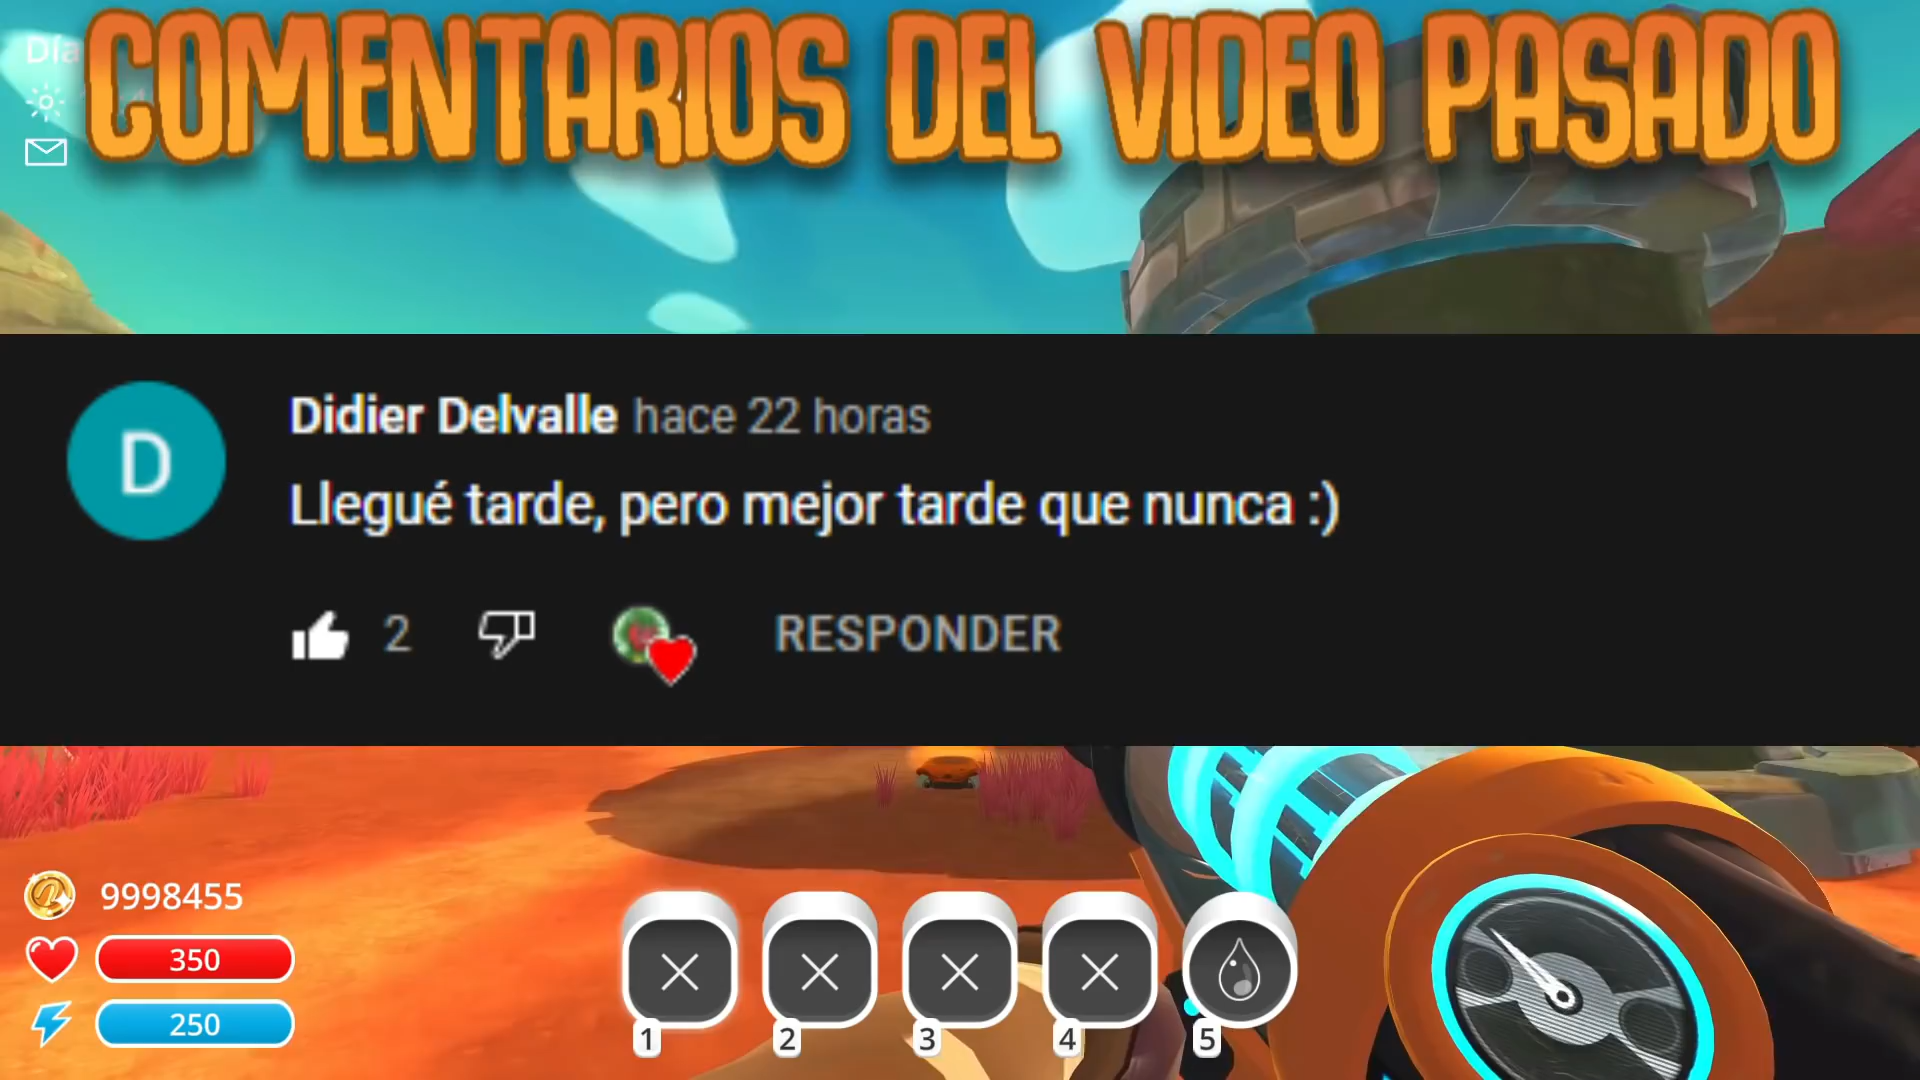 COMENTARIOS DEL VIDEO PASADO
Día
D
Didier Delvalle hace 22 horas
Llegué tarde, pero mejor tarde que nunca :)
2
RESPONDER
9998455
350
250
1 2 3 4 5